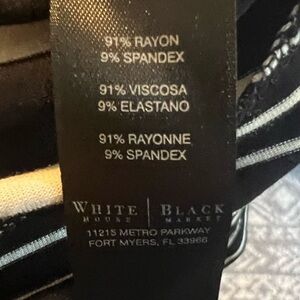 91% RAYON
9% SPANDEX
91% VISCOSA
9% ELASTANO
91% RAYONNE
9% SPANDEX
WHITE | BLACK
HOUSE | MARKET
11215 METRO PARKWAY
FORT MYERS, FL 33966